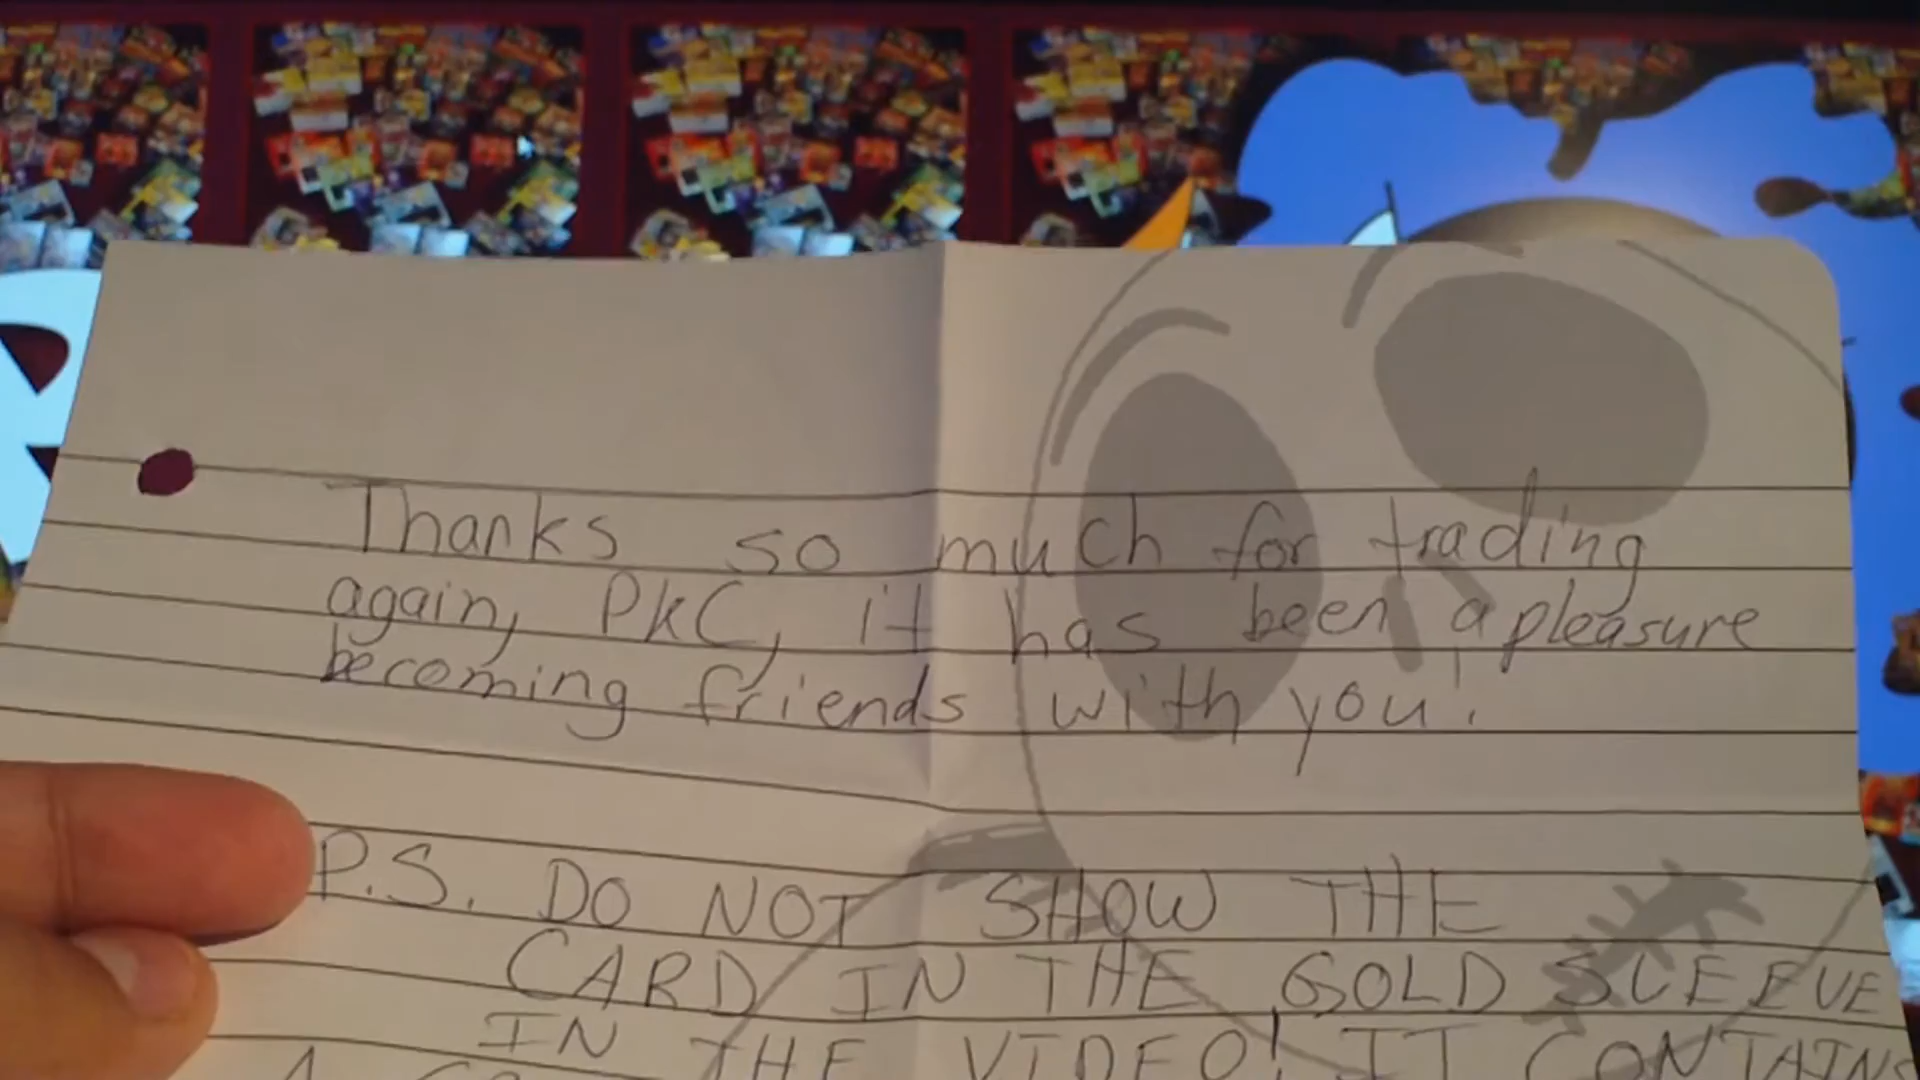 Thanks so much for trading
again, PKC, it has been a pleasure
becoming friends with you!
P.S. DO NOT SHOW THE
CARD IN THE GOLD SLEEVE
IN THE VIDEO! IT CONTAINS
A